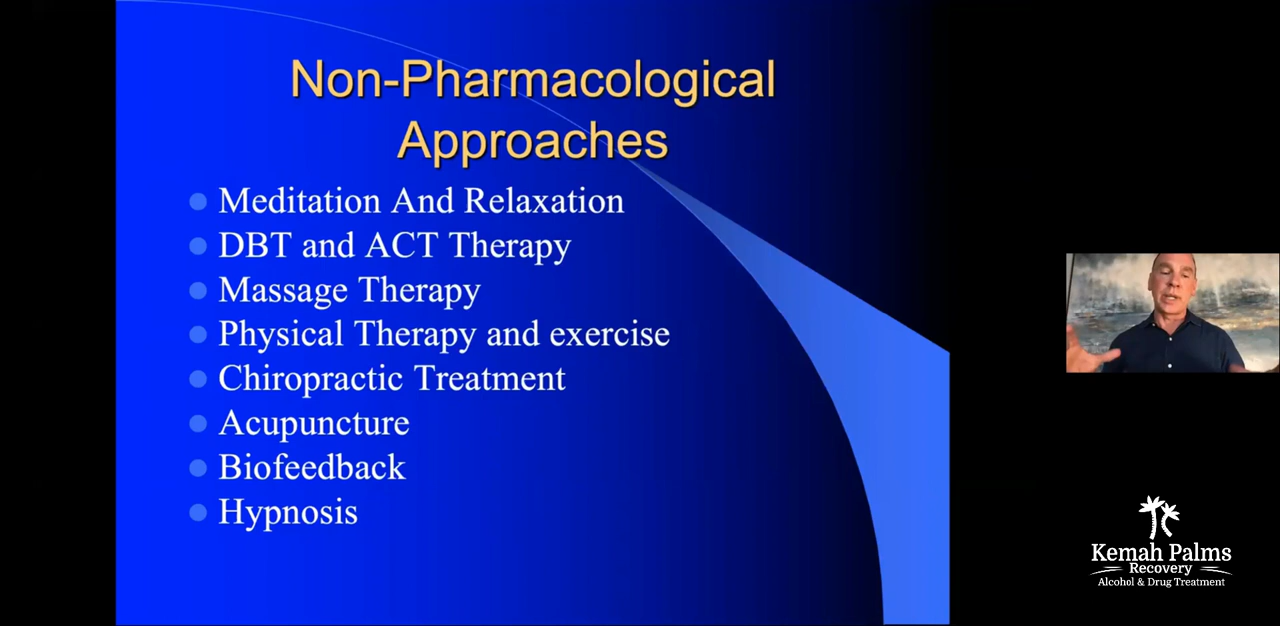 Non-Pharmacological
Approaches
Meditation And Relaxation
DBT and ACT Therapy
Massage Therapy
Physical Therapy and exercise
Chiropractic Treatment
Acupuncture
Biofeedback
Hypnosis
Kemah Palms
Recovery
Alcohol & Drug Treatment